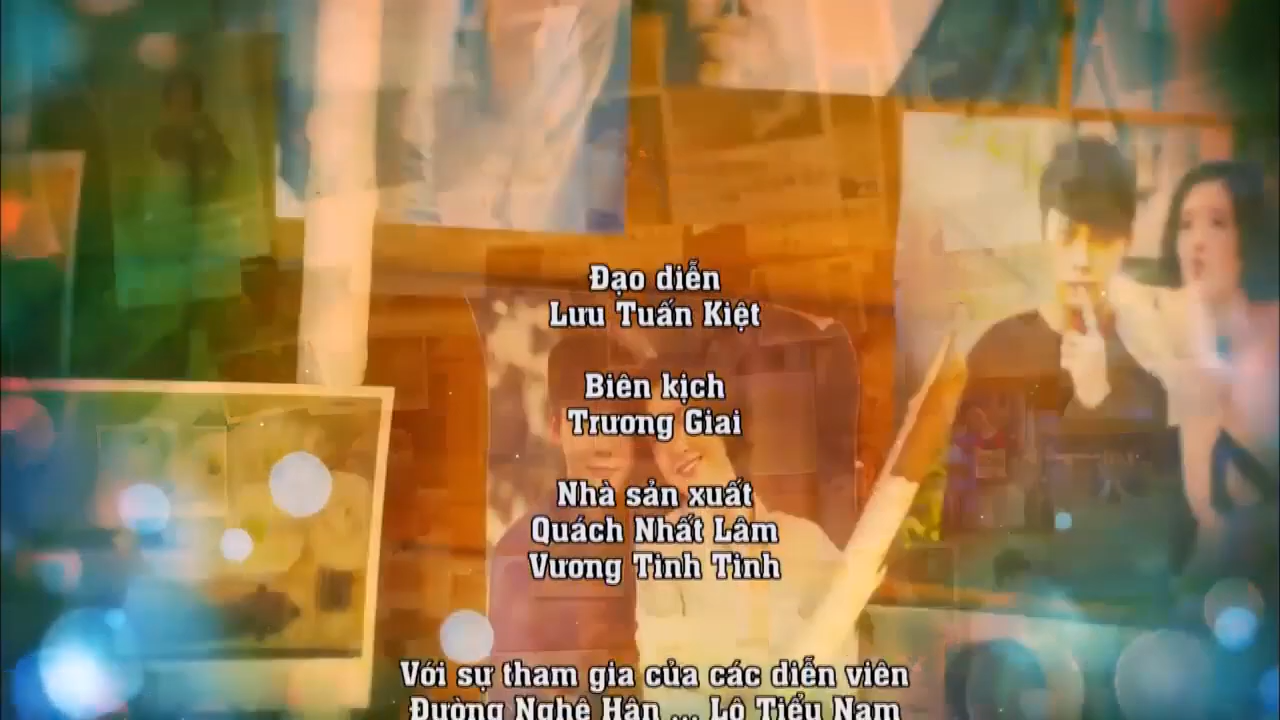 Đạo diễn
Lưu Tuấn Kiệt
Biên kịch
Trương Giai
Nhà sản xuất
Quách Nhất Lâm
Vương Tinh Tinh
Với sự tham gia của các diễn viên
Đường Nghệ Hân ... Lộ Tiểu Nam